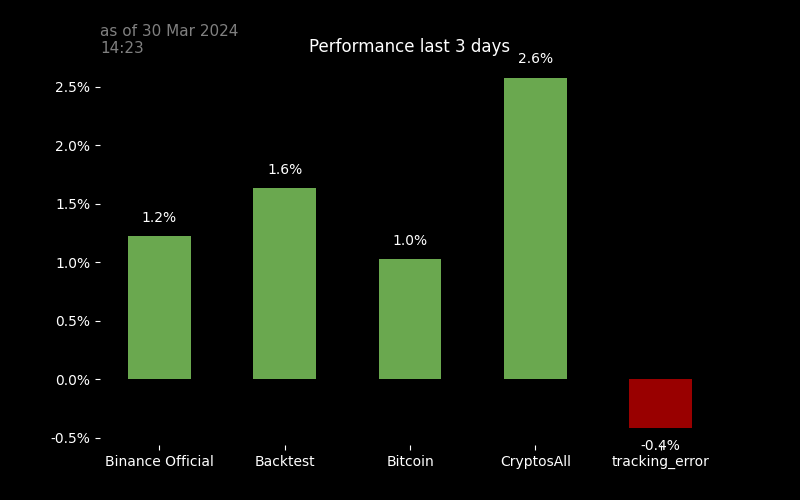 as of 30 Mar 2024
14:23
Performance last 3 days
2.6%
2.5%
2.0%
1.6%
1.5%
1.2%
1.0%
1.0%
0.5%
0.0%
-0.5%
-0.4%
Binance Official
Backtest
Bitcoin
CryptosAll
tracking_error